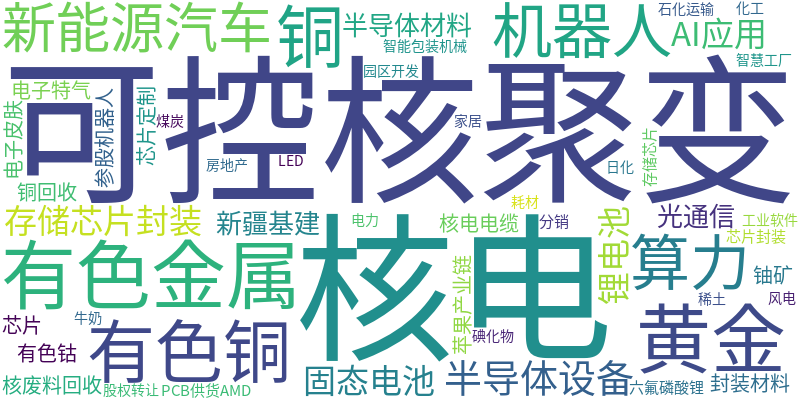 新能源汽车
铜
半导体材料
智能包装机械
机器人
石化运输
化工
AI应用
智慧工厂
园区开发
电子特气
电子皮肤
参股机器人
芯片定制
煤炭
可控核聚变
家居
房地产
LED
日化
存储芯片
铜回收
存储芯片封装
新疆基建
电力
核电
核电电缆
耗材
分销
锂电池
光通信
工业软件
芯片封装
有色金属
苹果产业链
算力
铀矿
稀土
风电
芯片
牛奶
有色铜
碘化物
黄金
有色钴
固态电池
半导体设备
六氟磷酸锂
封装材料
核废料回收
股权转让
PCB供货AMD